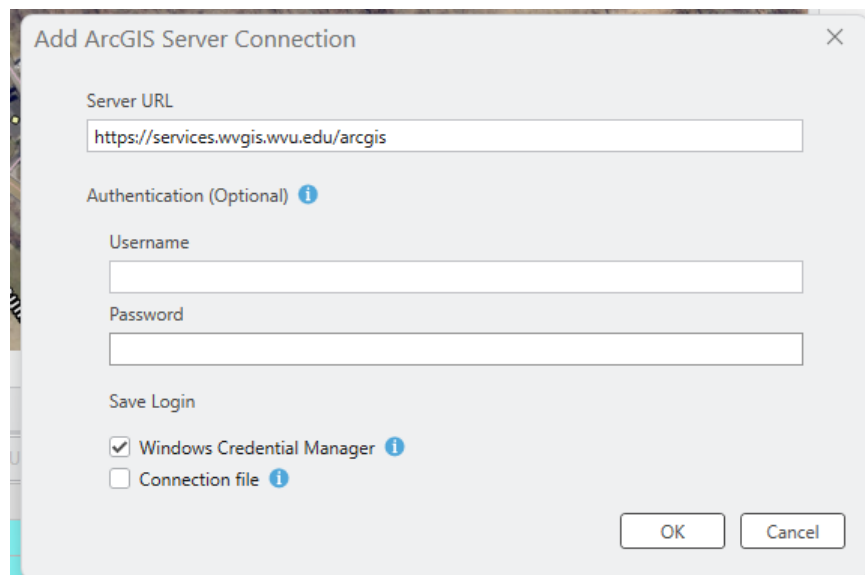 Add ArcGIS Server Connection
Server URL
https://services.wvgis.wvu.edu/arcgis
Authentication (Optional)
Username
Password
Save Login
Windows Credential Manager
Connection file
OK Cancel